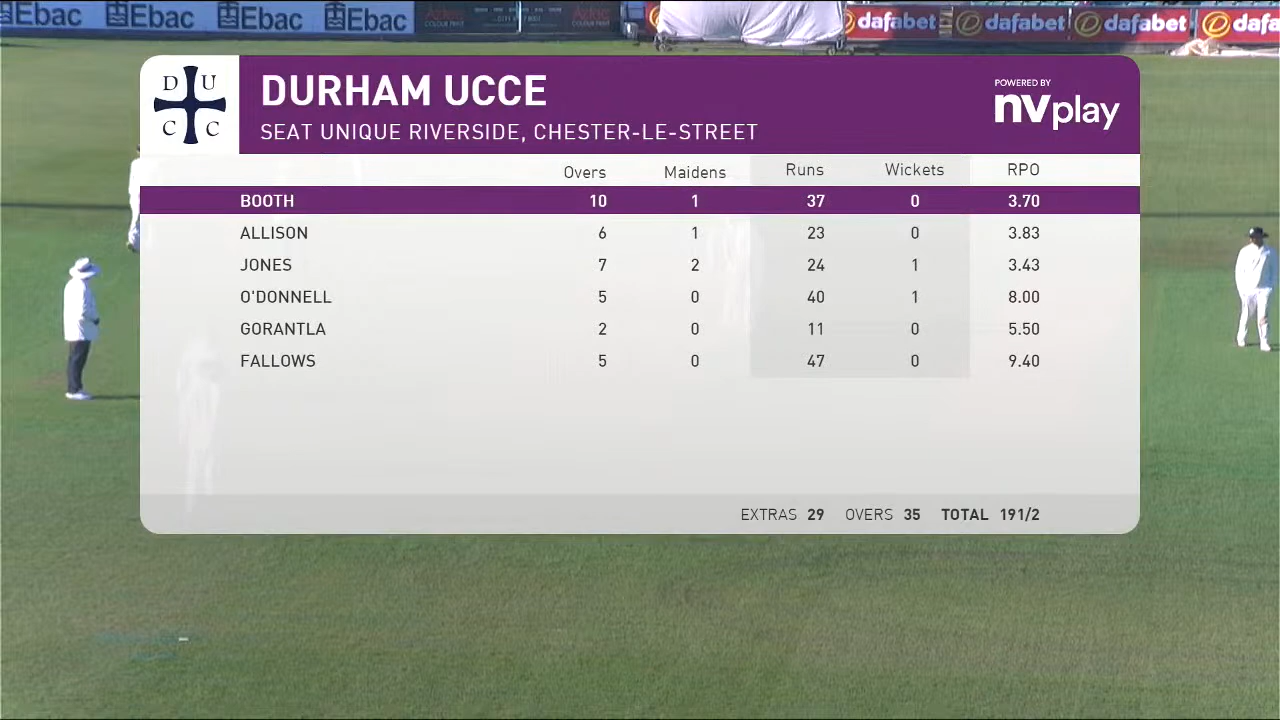 Ebac Ebac Ebac Ebac
dafabet dafabet dafabet dafa
D U
C C
DURHAM UCCE
SEAT UNIQUE RIVERSIDE, CHESTER-LE-STREET
POWERED BY
nvplay
Overs Maidens Runs Wickets RPO
BOOTH 10 1 37 0 3.70
ALLISON 6 1 23 0 3.83
JONES 7 2 24 1 3.43
O'DONNELL 5 0 40 1 8.00
GORANTLA 2 0 11 0 5.50
FALLOWS 5 0 47 0 9.40
EXTRAS 29 OVERS 35 TOTAL 191/2